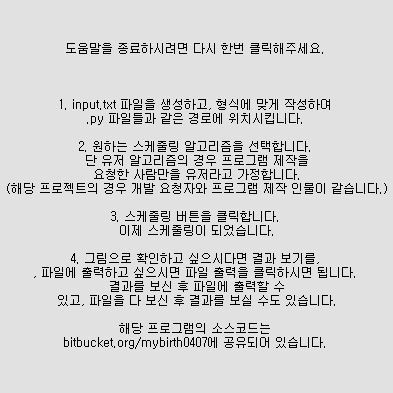 도움말을 종료하시려면 다시 한번 클릭해주세요.
1. input.txt 파일을 생성하고, 형식에 맞게 작성하여
.py 파일들과 같은 경로에 위치시킵니다.
2. 원하는 스케줄링 알고리즘을 선택합니다.
단 유저 알고리즘의 경우 프로그램 제작을
요청한 사람만을 유저라고 가정합니다.
(해당 프로젝트의 경우 개발 요청자와 프로그램 제작 인물이 같습니다.)
3. 스케줄링 버튼을 클릭합니다.
이제 스케줄링이 되었습니다.
4. 그림으로 확인하고 싶으시다면 결과 보기를,
, 파일에 출력하고 싶으시면 파일 출력을 클릭하시면 됩니다.
결과를 보신 후 파일에 출력할 수
있고, 파일을 다 보신 후 결과를 보실 수도 있습니다.
해당 프로그램의 소스코드는
bitbucket.org/mybirth0407에 공유되어 있습니다.